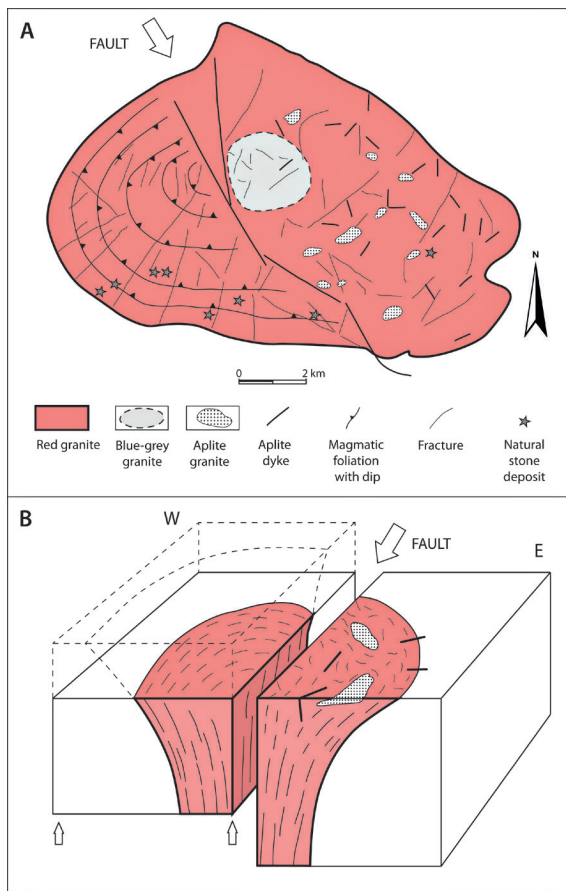 A
FAULT
N
0 2 km
Red granite
Blue-grey
granite
Aplite
granite
Aplite
dyke
Magmatic
foliation
with dip
Fracture
Natural
stone
deposit
B
W
FAULT
E